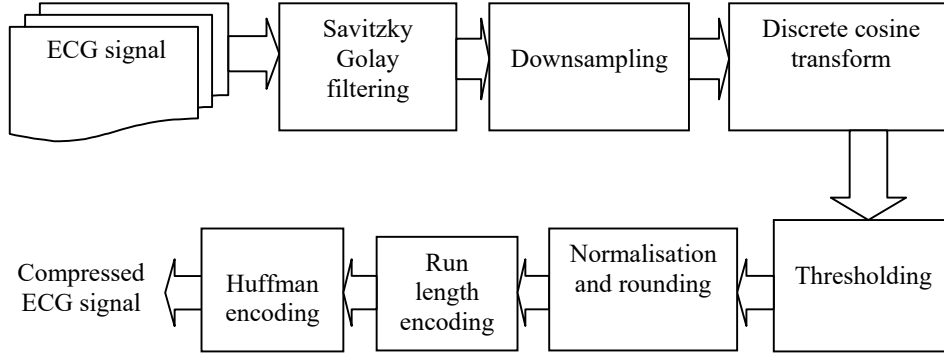 ECG signal
Savitzky
Golay
filtering
Downsampling
Discrete cosine
transform
Thresholding
Normalisation
and rounding
Run
length
encoding
Huffman
encoding
Compressed
ECG signal